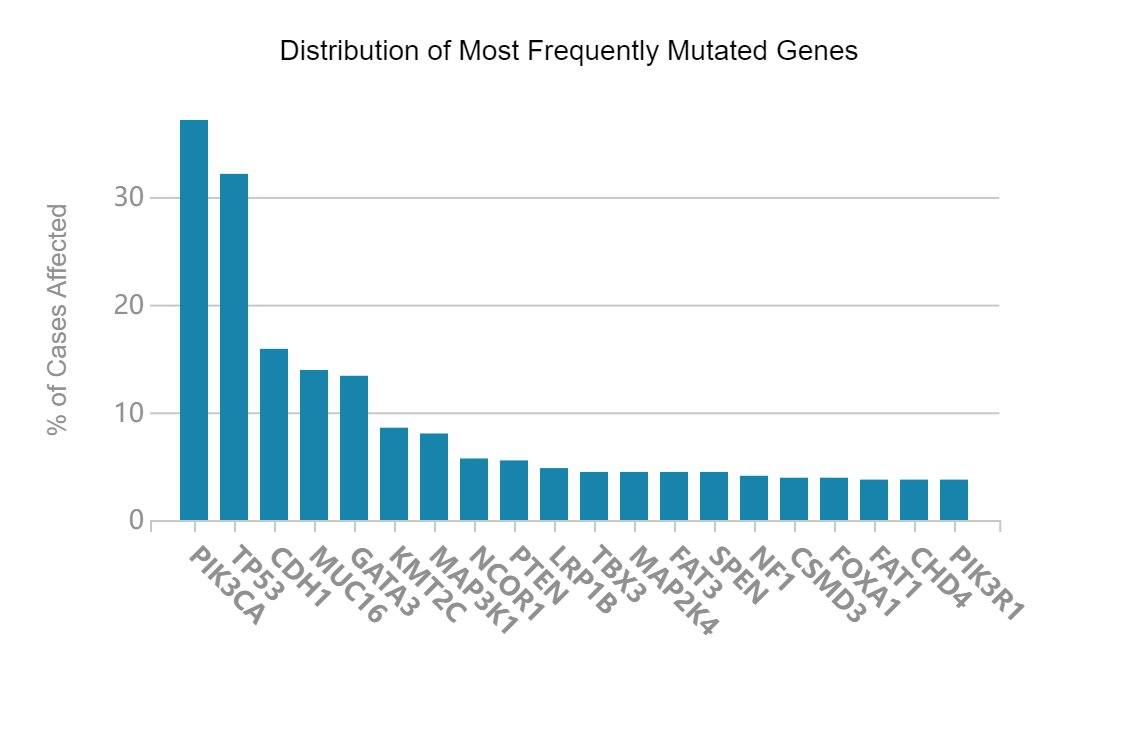 Distribution of Most Frequently Mutated Genes
% of Cases Affected
30
20
10
0
PIK3CA
TP53
CDH1
MUC16
GATA3
KMT2C
MAP3K1
NCOR1
PTEN
LRP1B
TBX3
MAP2K4
FAT3
SPEN
NF1
CSMD3
FOXA1
FAT1
CHD4
PIK3R1